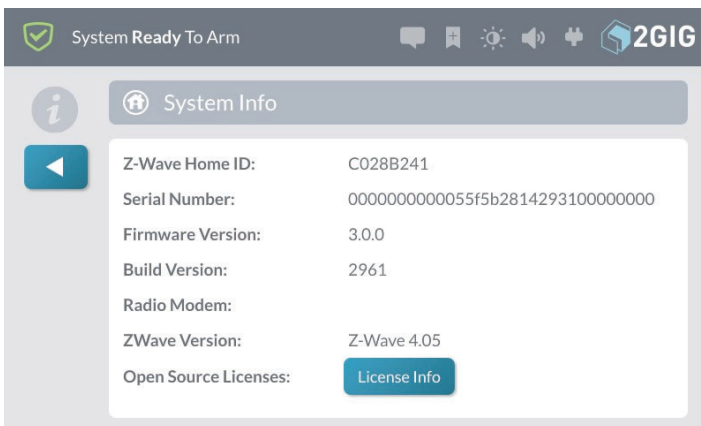 System Ready To Arm
2GIG
i
System Info
Z-Wave Home ID: C028B241
Serial Number: 0000000000055f5b2814293100000000
Firmware Version: 3.0.0
Build Version: 2961
Radio Modem:
ZWave Version: Z-Wave 4.05
Open Source Licenses: License Info